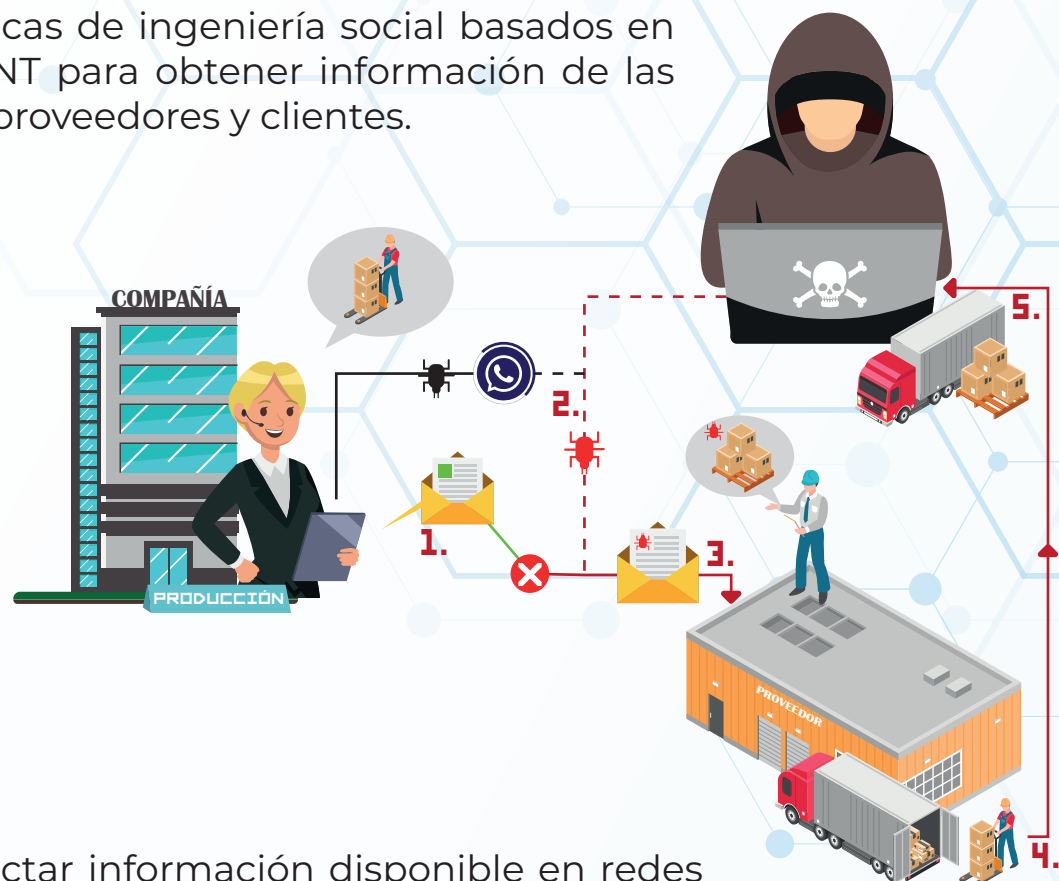 cas de ingeniería social basados en
NT para obtener información de las
proveedores y clientes.
COMPAÑÍA
5.
2.
1.
3.
PRODUCCIÓN
PROVEEDOR
4.
ctar información disponible en redes